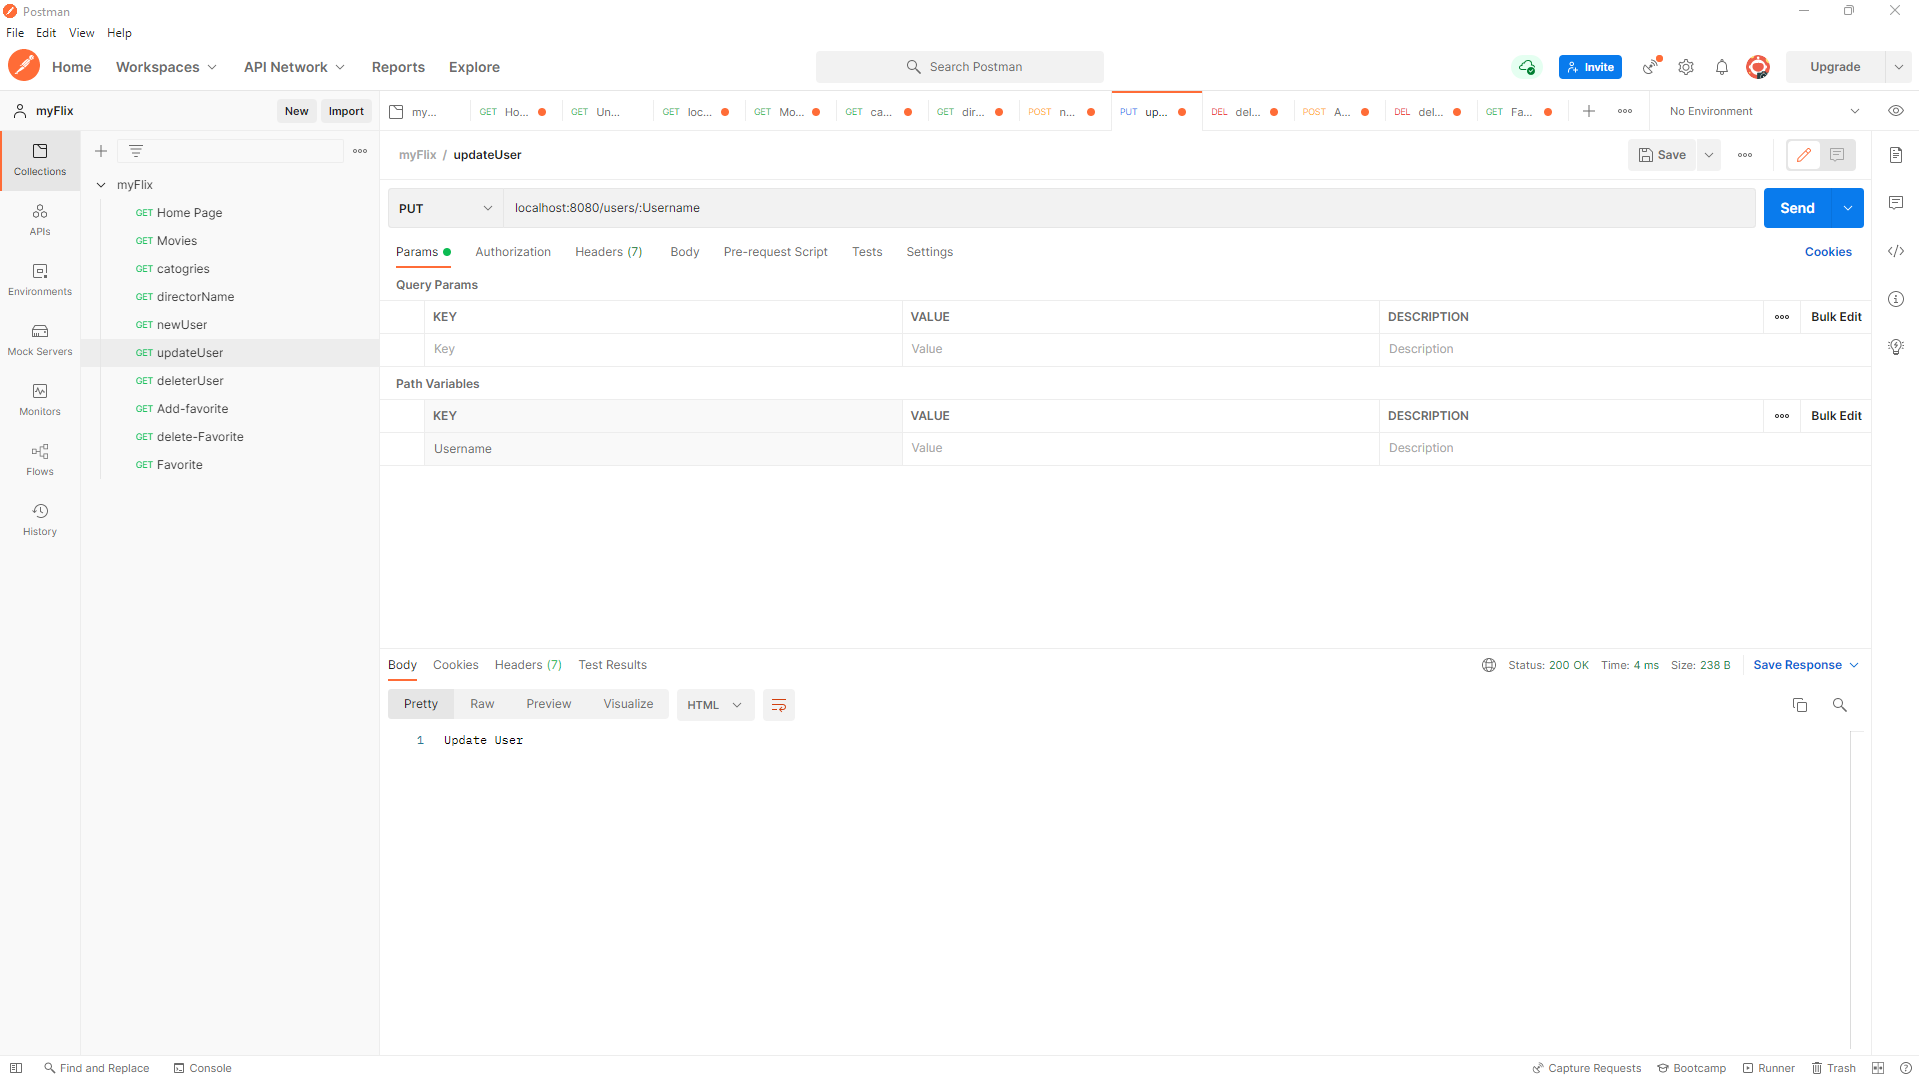 Postman
File Edit View Help
Home Workspaces API Network Reports Explore Search Postman Invite Upgrade
myFlix New Import
my... GET Ho... GET Un... GET loc... GET Mo... GET ca... GET dir... POST n... PUT up... DEL del... POST A... DEL del... GET Fa... No Environment
Collections
APIs
Environments
Mock Servers
Monitors
Flows
History
myFlix
GET Home Page
GET Movies
GET catogries
GET directorName
GET newUser
GET updateUser
GET deleterUser
GET Add-favorite
GET delete-Favorite
GET Favorite
myFlix / updateUser Save
PUT localhost:8080/users/:Username Send
Params Authorization Headers (7) Body Pre-request Script Tests Settings Cookies
Query Params
KEY VALUE DESCRIPTION Bulk Edit
Key Value Description
Path Variables
KEY VALUE DESCRIPTION Bulk Edit
Username Value Description
Body Cookies Headers (7) Test Results Status: 200 OK Time: 4 ms Size: 238 B Save Response
Pretty Raw Preview Visualize HTML
1 Update User
Find and Replace Console Capture Requests Bootcamp Runner Trash